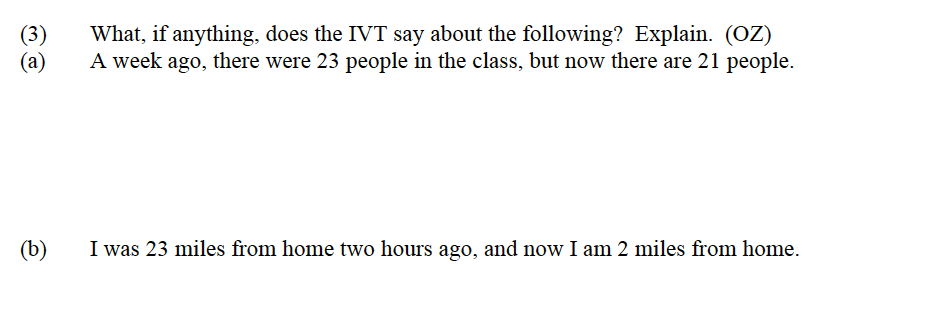 (3) What, if anything, does the IVT say about the following? Explain. (OZ)
(a) A week ago, there were 23 people in the class, but now there are 21 people.
(b) I was 23 miles from home two hours ago, and now I am 2 miles from home.